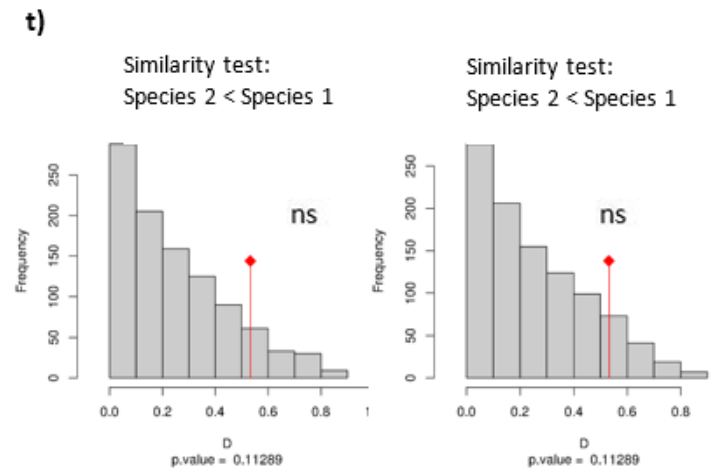 t)
Similarity test:
Species 2 < Species 1
Similarity test:
Species 2 < Species 1
Frequency
250
200
150
100
50
0
ns
0.0 0.2 0.4 0.6 0.8 1
D
p.value = 0.11289
Frequency
250
200
150
100
50
0
ns
0.0 0.2 0.4 0.6 0.8
D
p.value = 0.11289